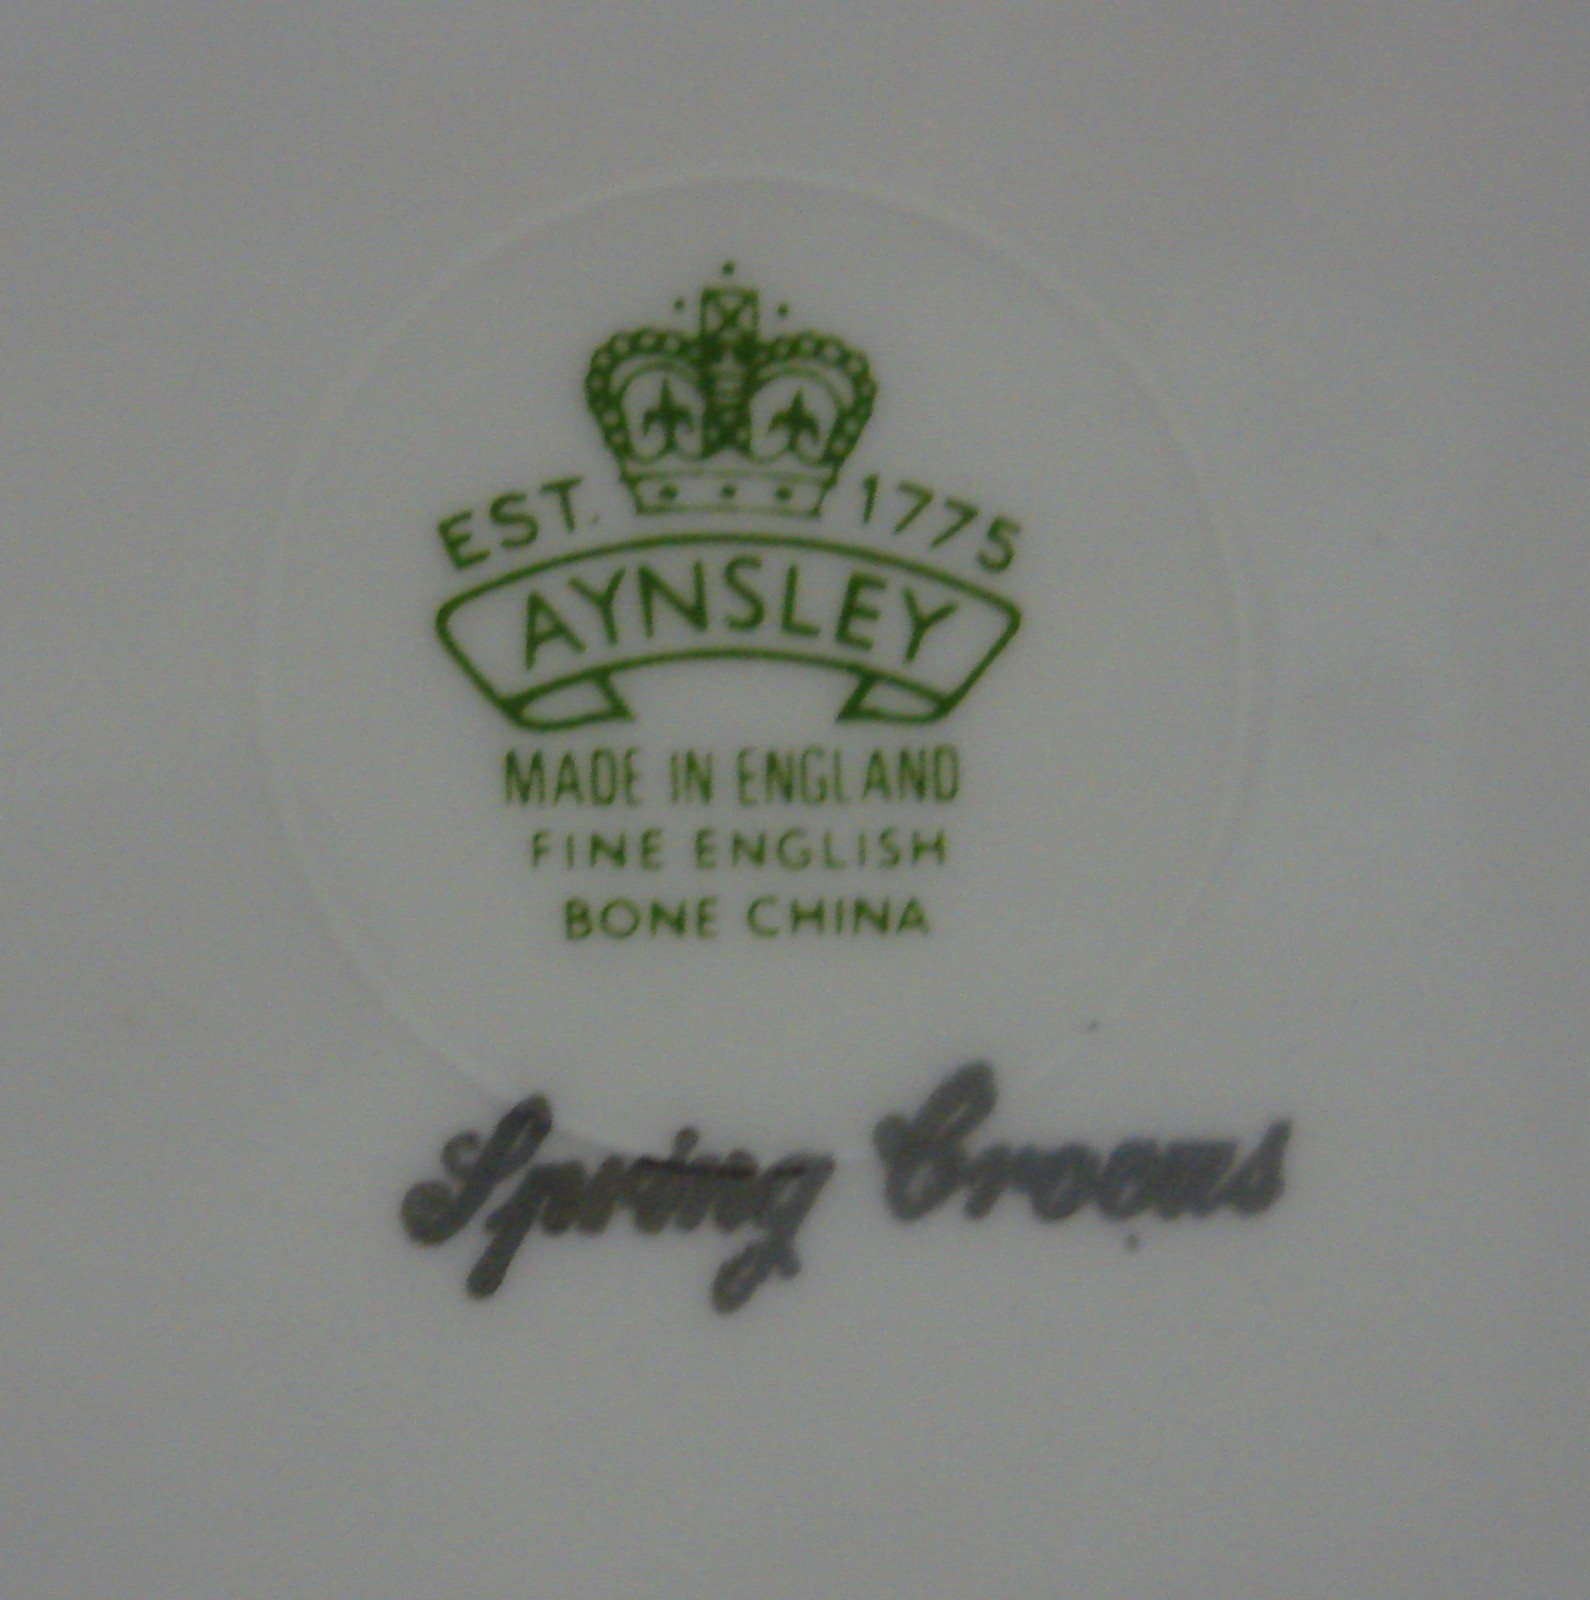 EST. 1775
AYNSLEY
MADE IN ENGLAND
FINE ENGLISH
BONE CHINA
Spring Crocus